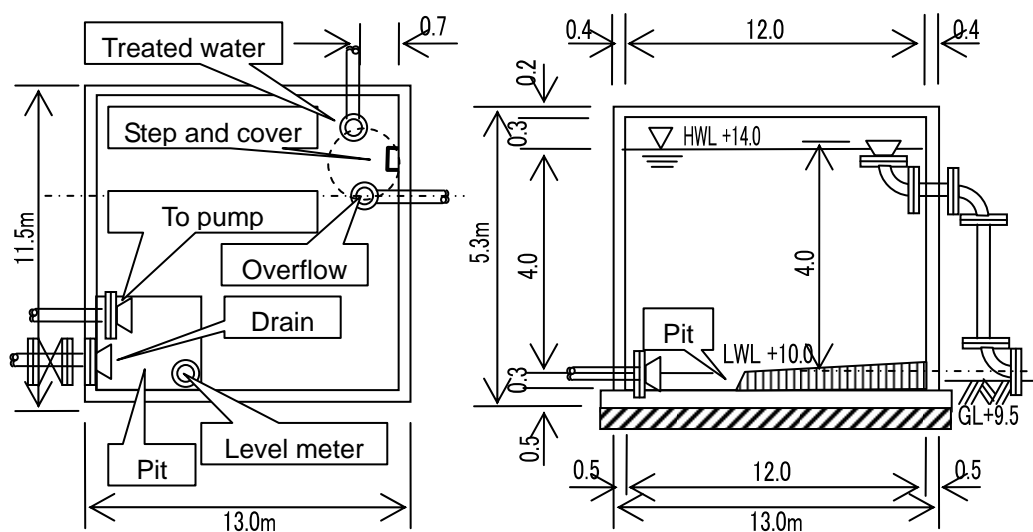 Treated water
0.7
Step and cover
To pump
Overflow
11.5m
Drain
Level meter
Pit
13.0m
0.4
12.0
0.4
0.2
0.3
HWL +14.0
5.3m
4.0
4.0
Pit
LWL +10.0
0.3
GL+9.5
0.5
0.5
12.0
0.5
13.0m